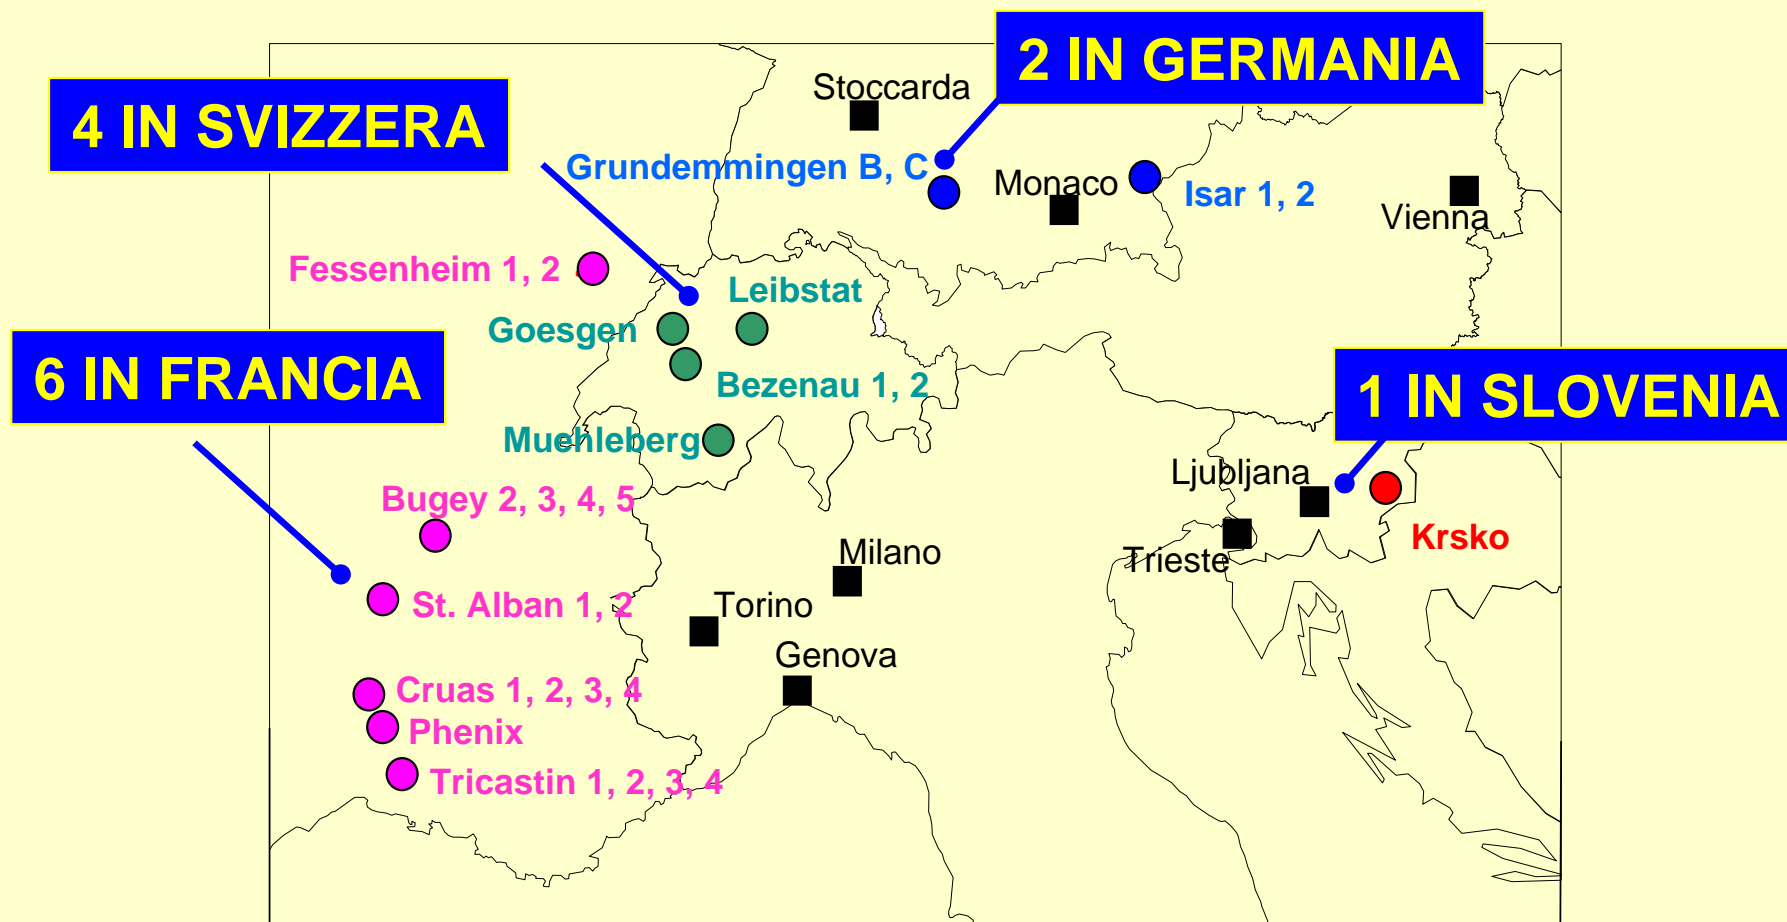 2 IN GERMANIA
Stoccarda
4 IN SVIZZERA
Grundemmingen B, C
Monaco
Isar 1, 2
Vienna
Fessenheim 1, 2
Leibstat
Goesgen
6 IN FRANCIA
Bezenau 1, 2
1 IN SLOVENIA
Muehleberg
Ljubljana
Bugey 2, 3, 4, 5
Krsko
Milano
Trieste
St. Alban 1, 2
Torino
Genova
Cruas 1, 2, 3, 4
Phenix
Tricastin 1, 2, 3, 4